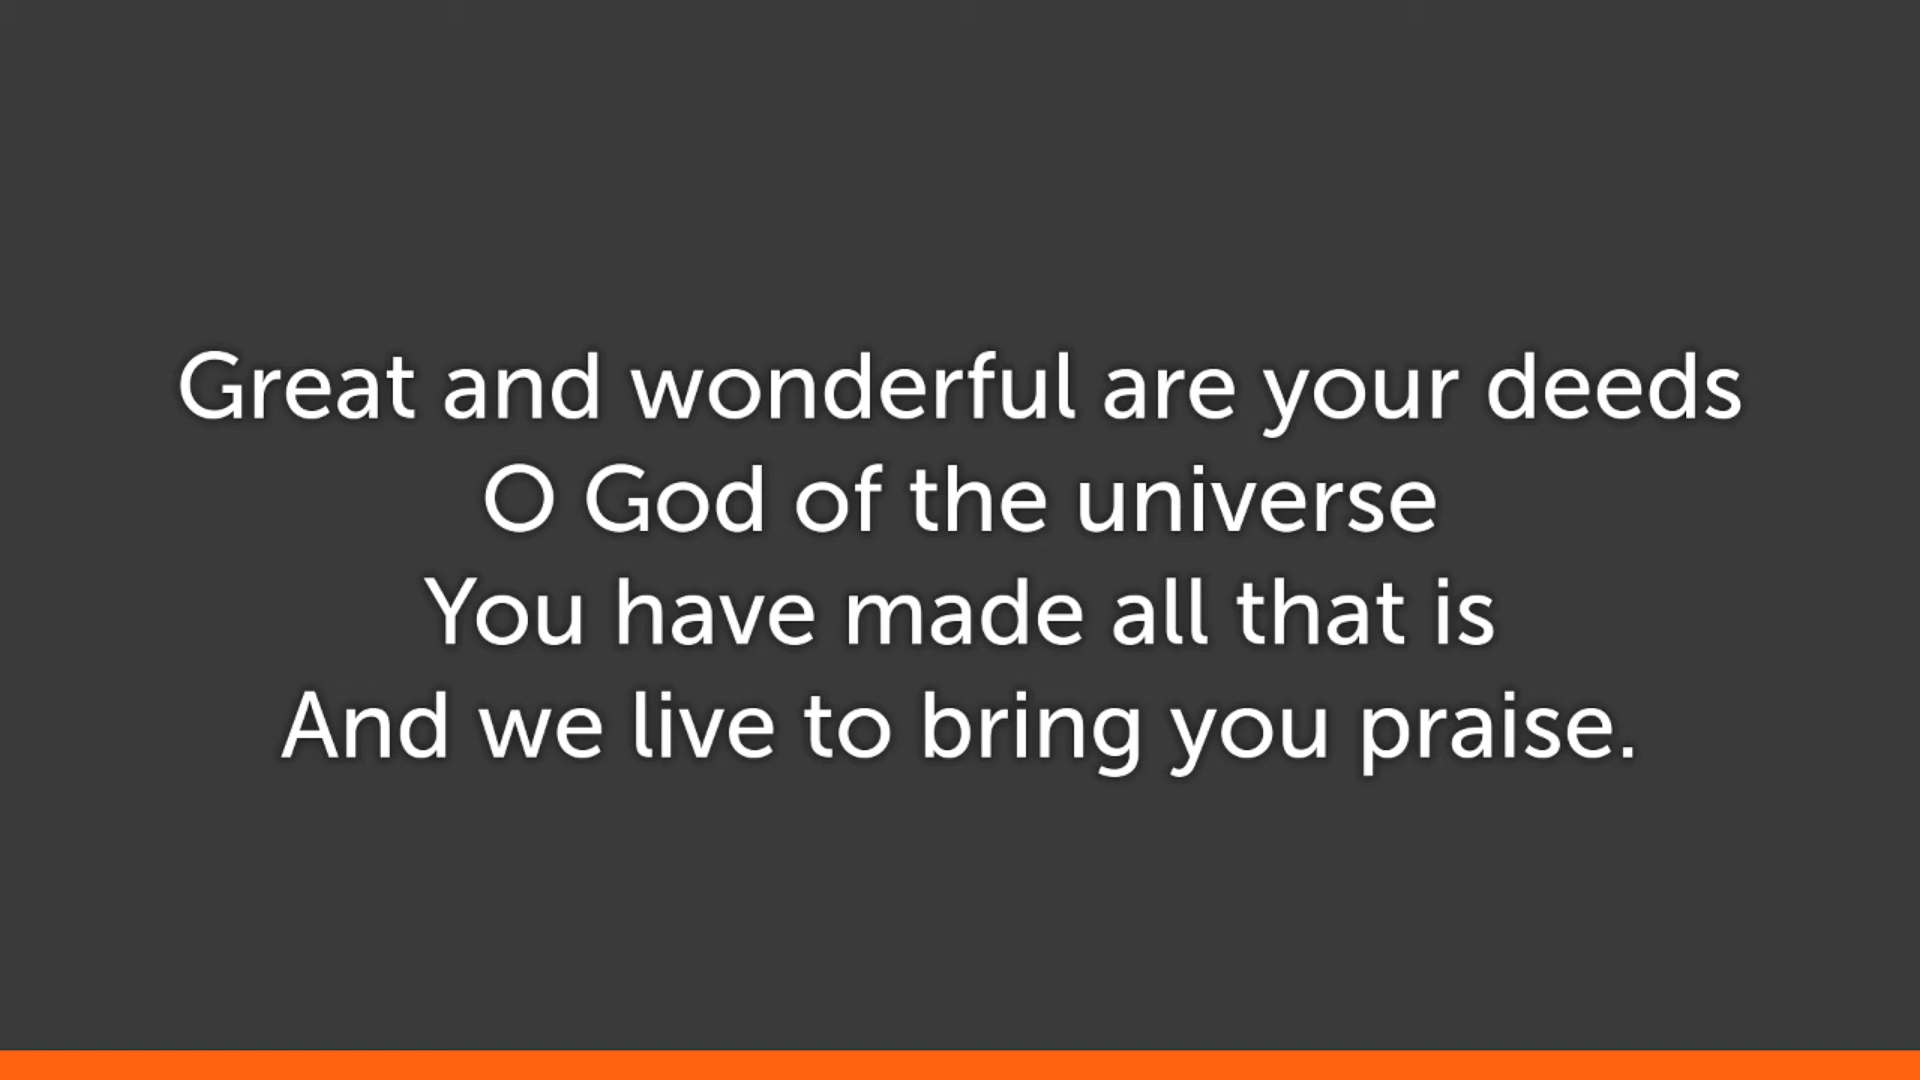 Great and wonderful are your deeds
O God of the universe
You have made all that is
And we live to bring you praise.